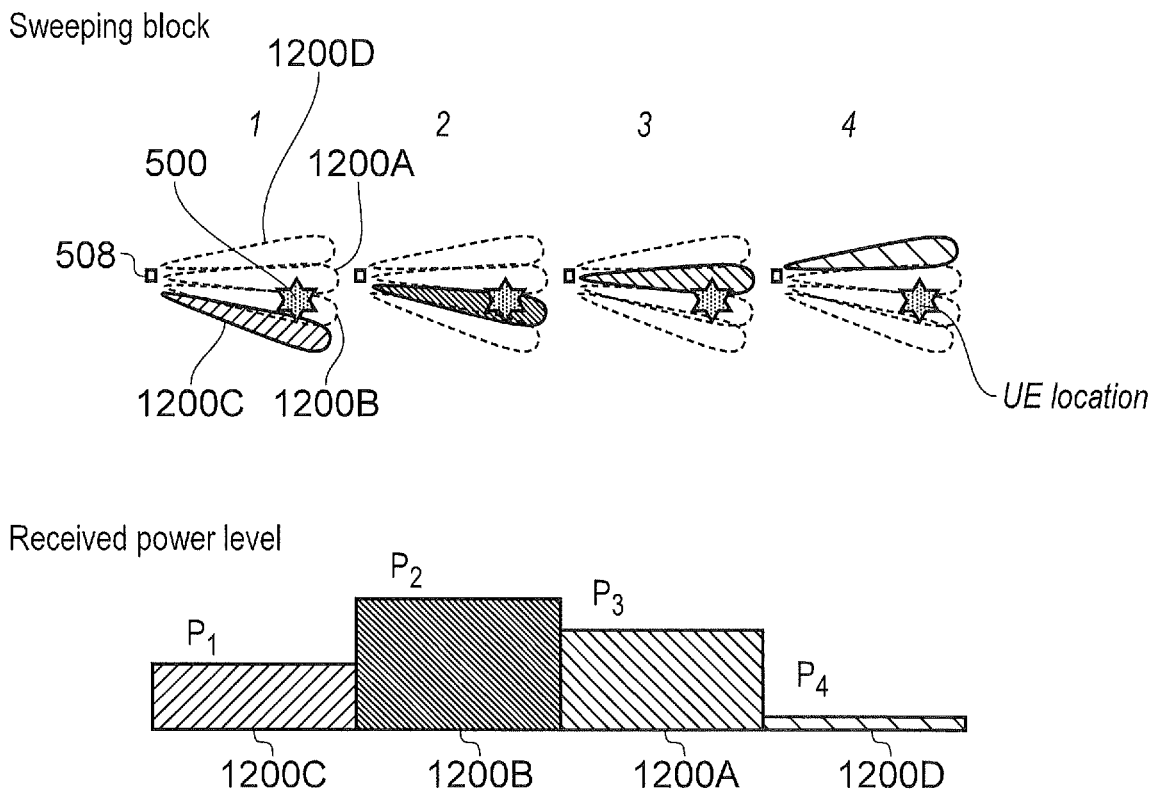 Sweeping block
1200D
1 2 3 4
500 1200A
508
1200C 1200B
UE location
Received power level
P1 P2 P3 P4
1200C 1200B 1200A 1200D